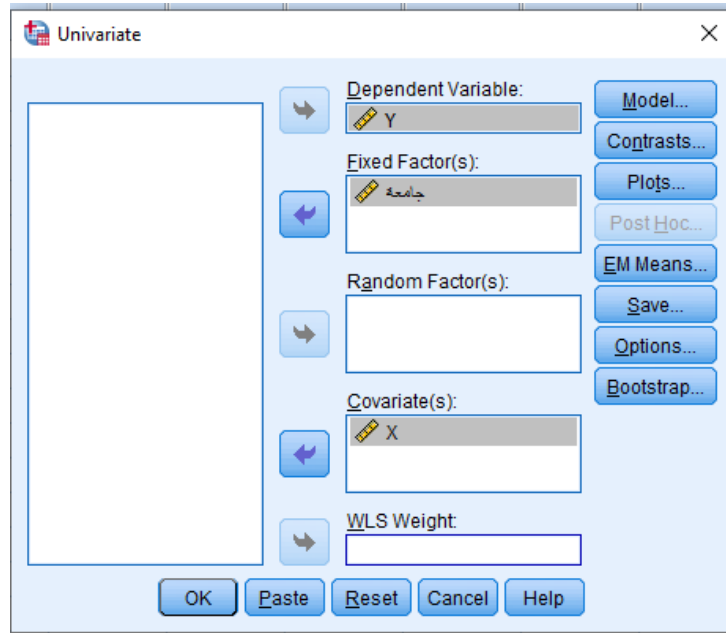 Univariate
Dependent Variable:
Y
Fixed Factor(s):
جامعة
Random Factor(s):
Covariate(s):
X
WLS Weight:
Model...
Contrasts...
Plots...
Post Hoc...
EM Means...
Save...
Options...
Bootstrap...
OK Paste Reset Cancel Help